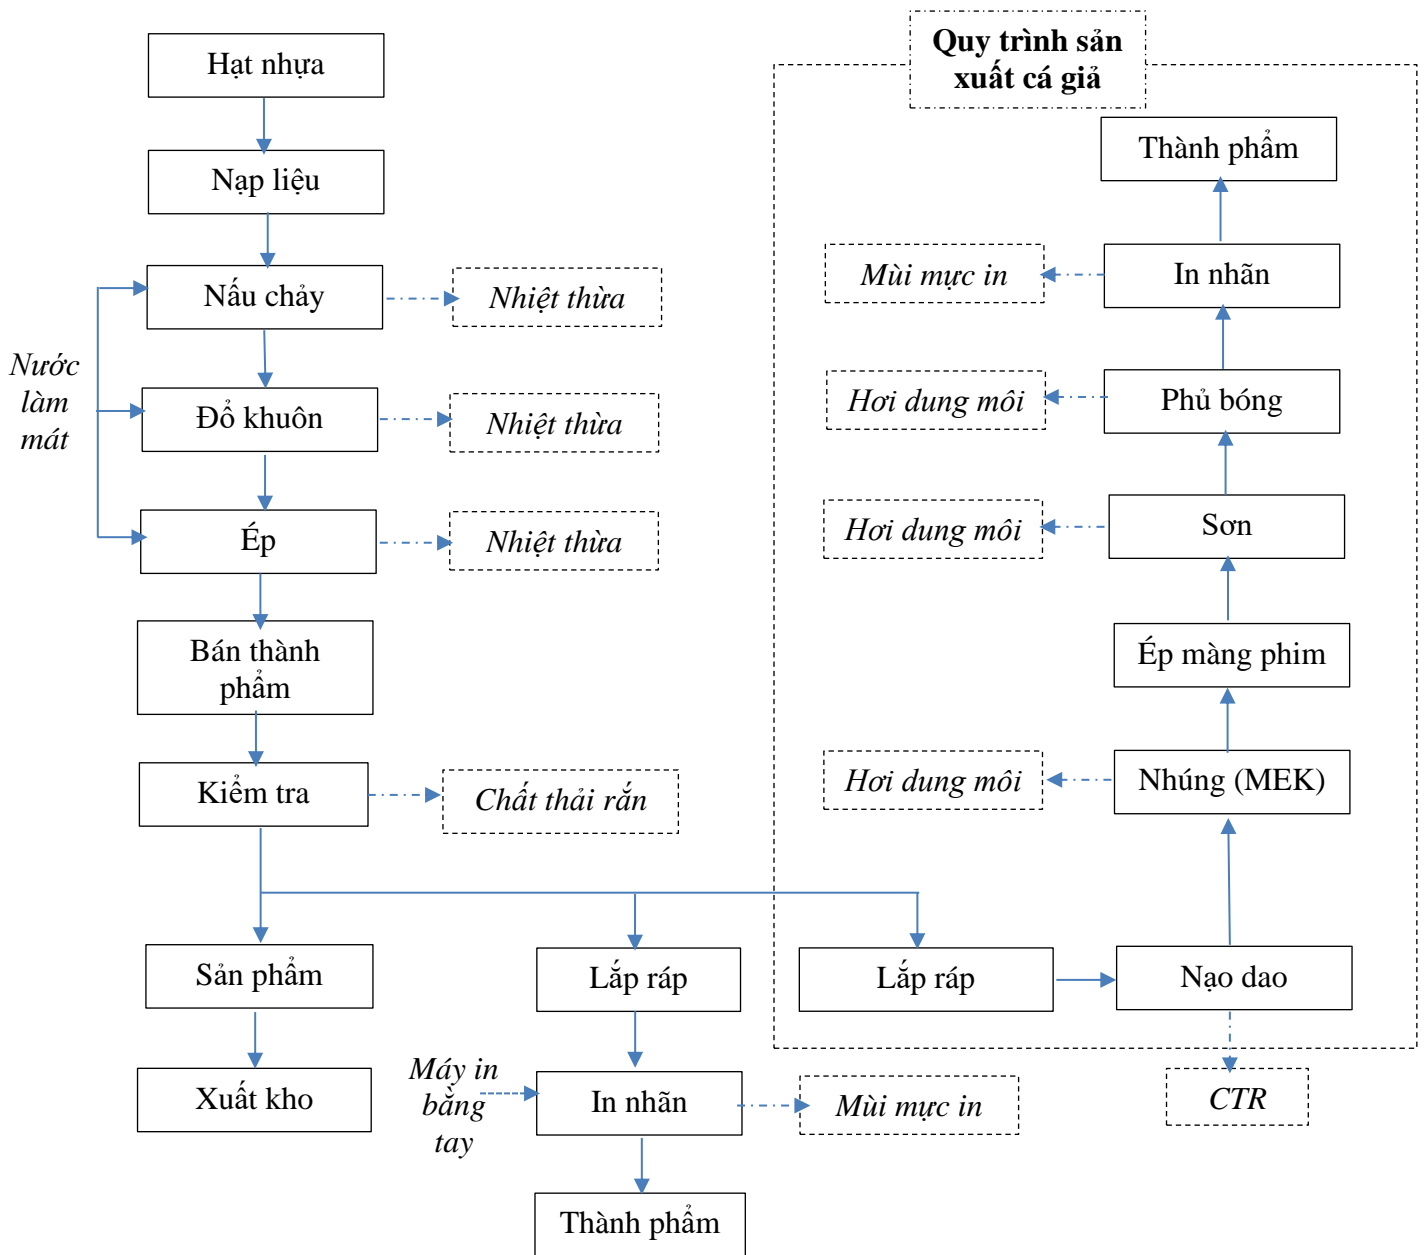 Hạt nhựa
Nạp liệu
Nấu chảy
Nhiệt thừa
Nước
làm
mát
Đổ khuôn
Nhiệt thừa
Ép
Nhiệt thừa
Bán thành
phẩm
Kiểm tra
Chất thải rắn
Sản phẩm
Xuất kho
Lắp ráp
Máy in
bằng
tay
In nhãn
Mùi mực in
Thành phẩm
Quy trình sản
xuất cá giả
Thành phẩm
Mùi mực in
In nhãn
Hơi dung môi
Phủ bóng
Hơi dung môi
Sơn
Ép màng phim
Hơi dung môi
Nhúng (MEK)
Lắp ráp
Nạo dao
CTR